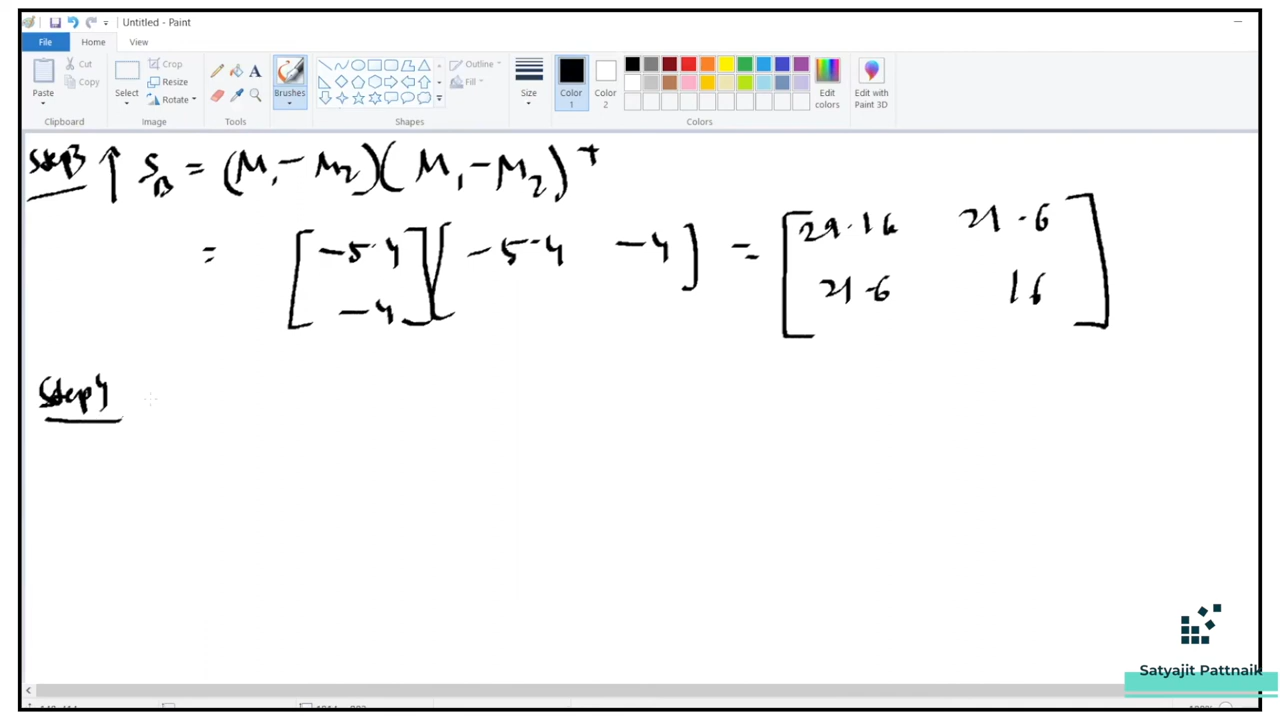 Untitled - Paint
File Home View
Cut Crop Outline
Copy Resize Fill
Paste Select Rotate A Brushes Size Color 1 Color 2 Edit colors Edit with Paint 3D
Clipboard Image Tools Shapes Colors
Step3 ↑ S_B = (M₁ - M₂)(M₁ - M₂)^T
= [-5.4 [-5.4 -4] = [29.16 21.6
-4] 21.6 16]
Step4
Satyajit Pattnaik